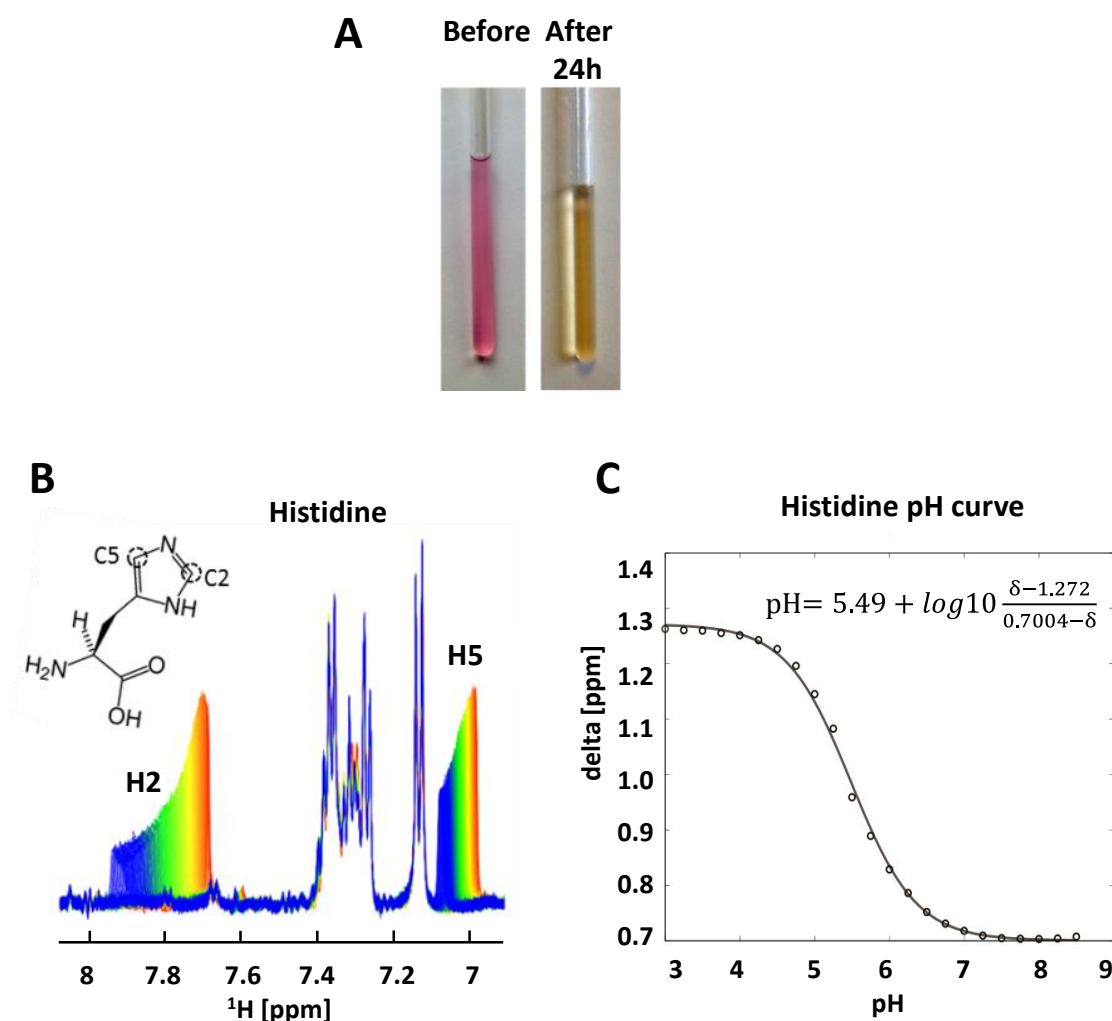 A
Before After
24h
B
Histidine
C5
N
C2
NH
H
H₂N
O
OH
H2
H5
8 7.8 7.6 7.4 7.2 7
¹H [ppm]
C
Histidine pH curve
pH= 5.49 + log10 δ−1.272 / 0.7004−δ
1.4
1.3
1.2
1.1
1.0
0.9
0.8
0.7
delta [ppm]
3 4 5 6 7 8 9
pH